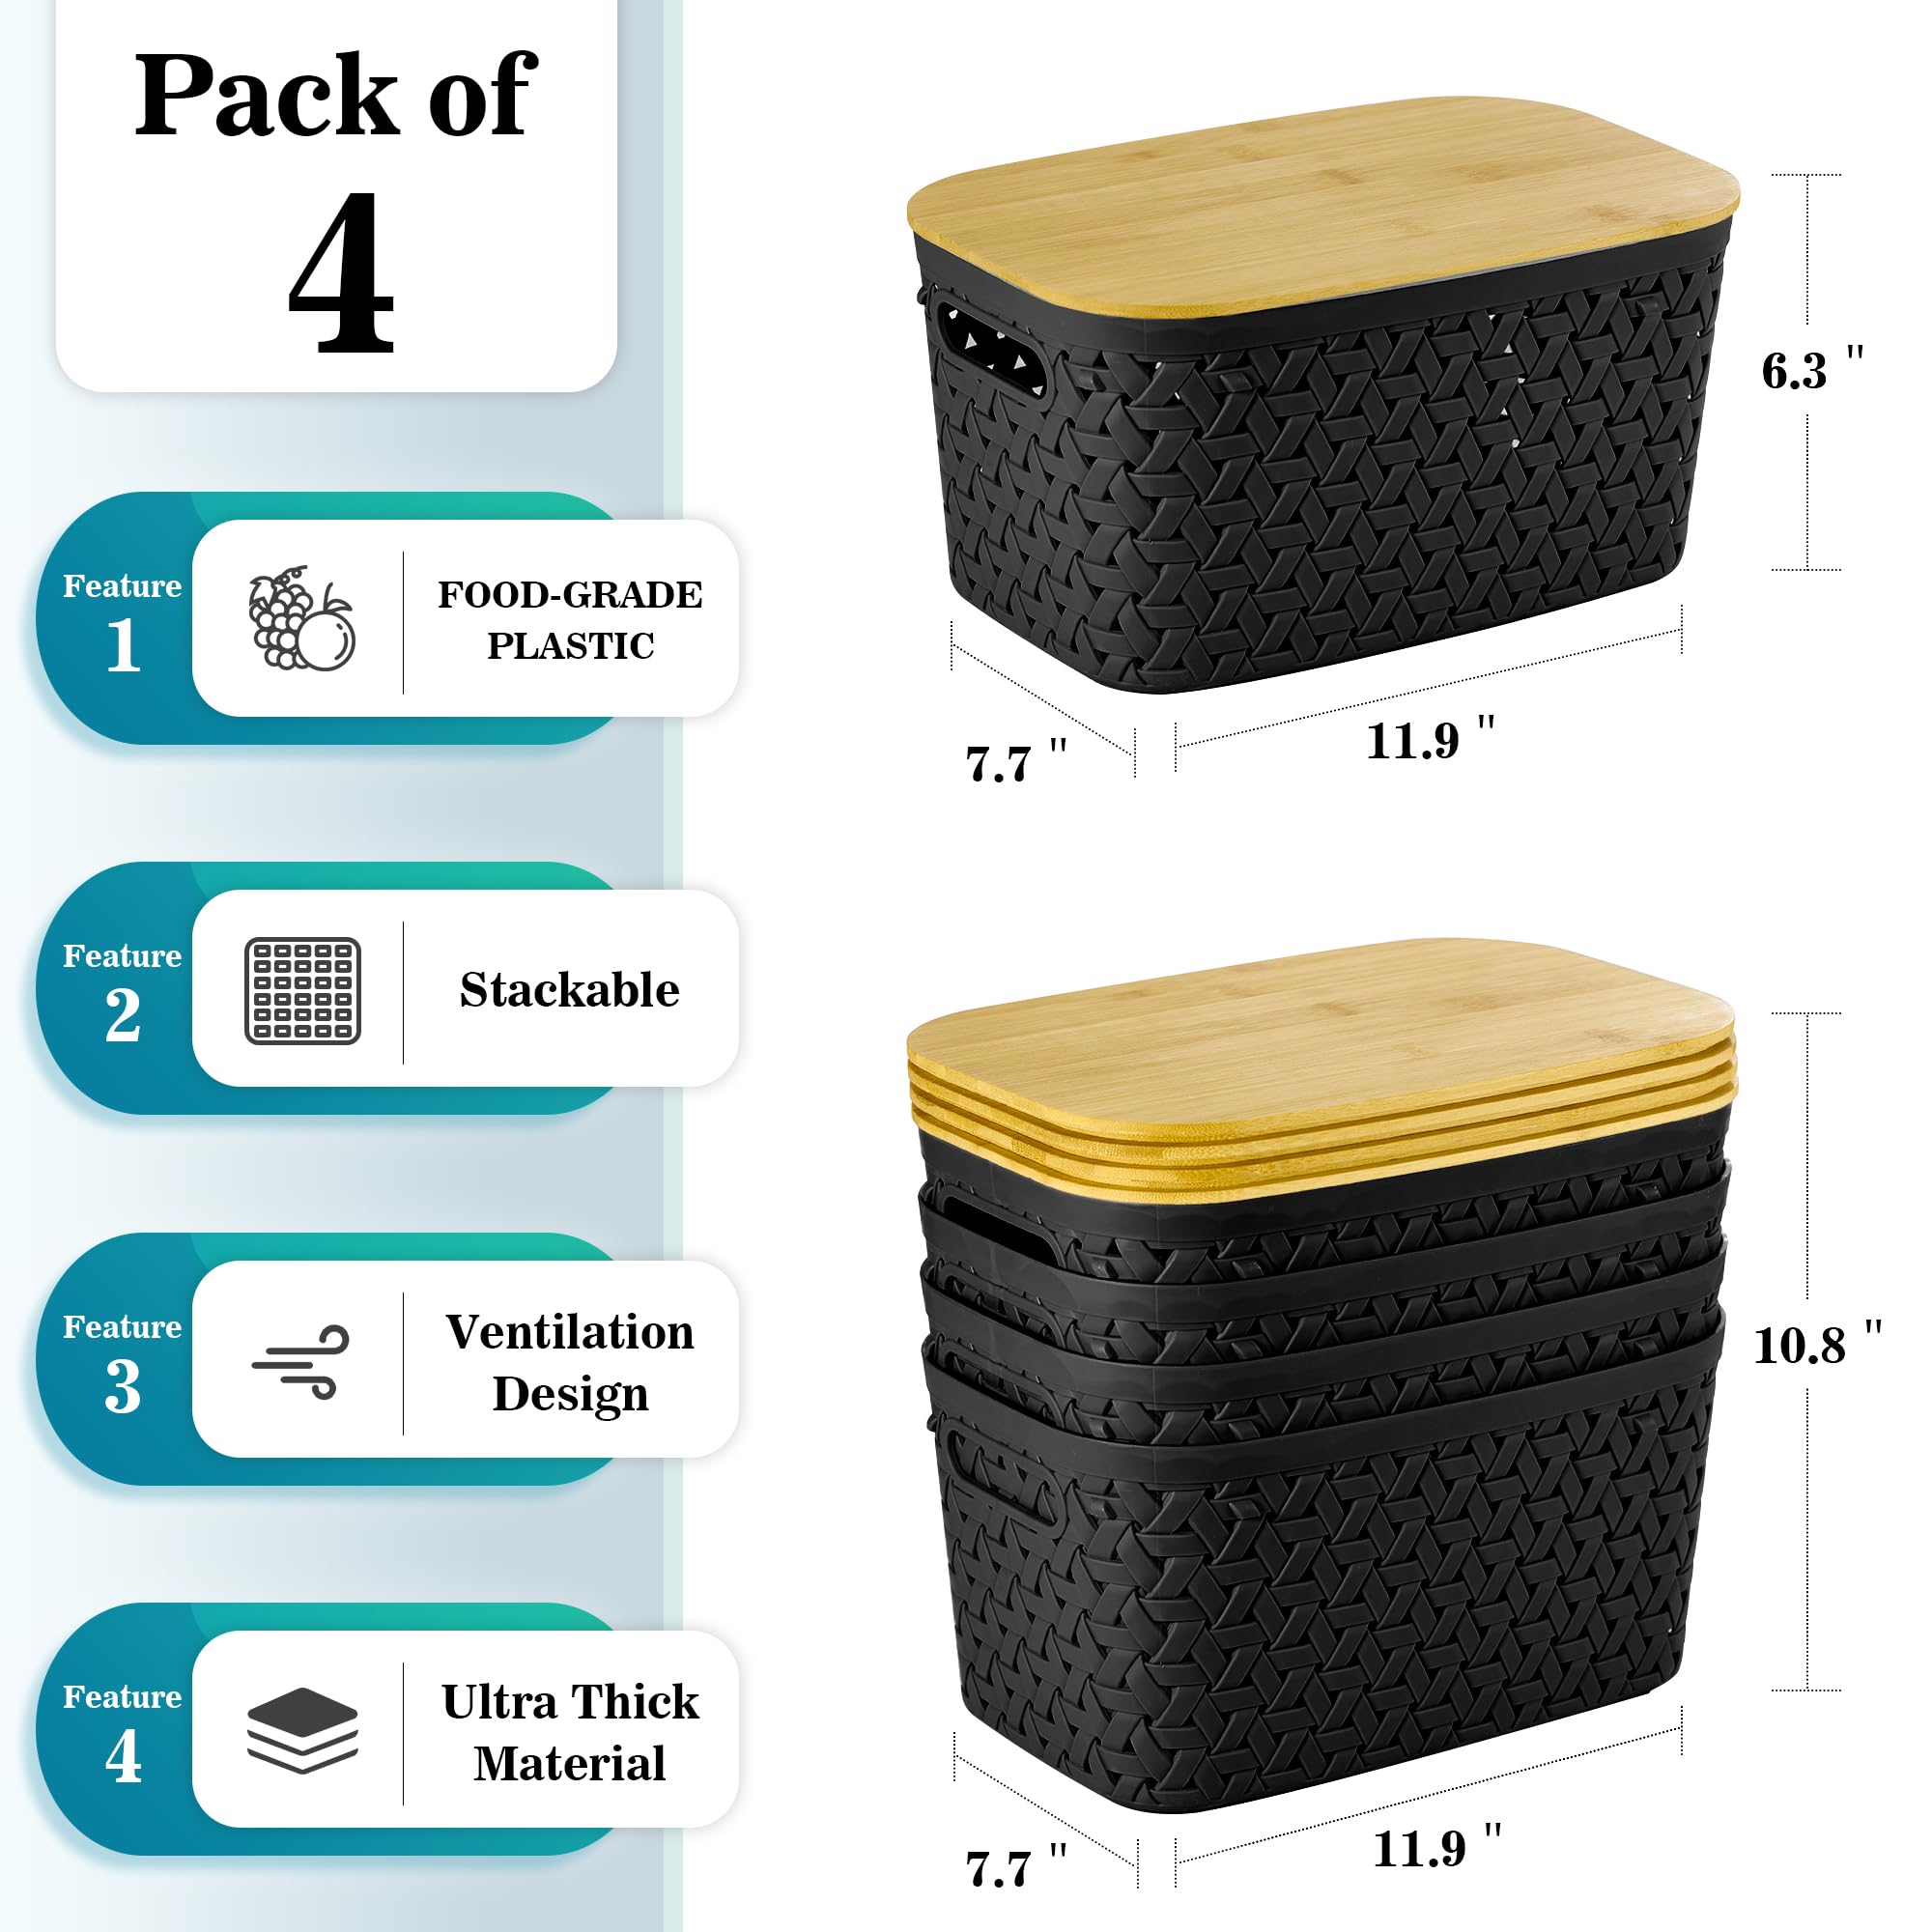 Pack of
4
Feature
1
FOOD-GRADE
PLASTIC
Feature
2
Stackable
Feature
3
Ventilation
Design
Feature
4
Ultra Thick
Material
6.3 "
7.7 "
11.9 "
10.8 "
7.7 "
11.9 "